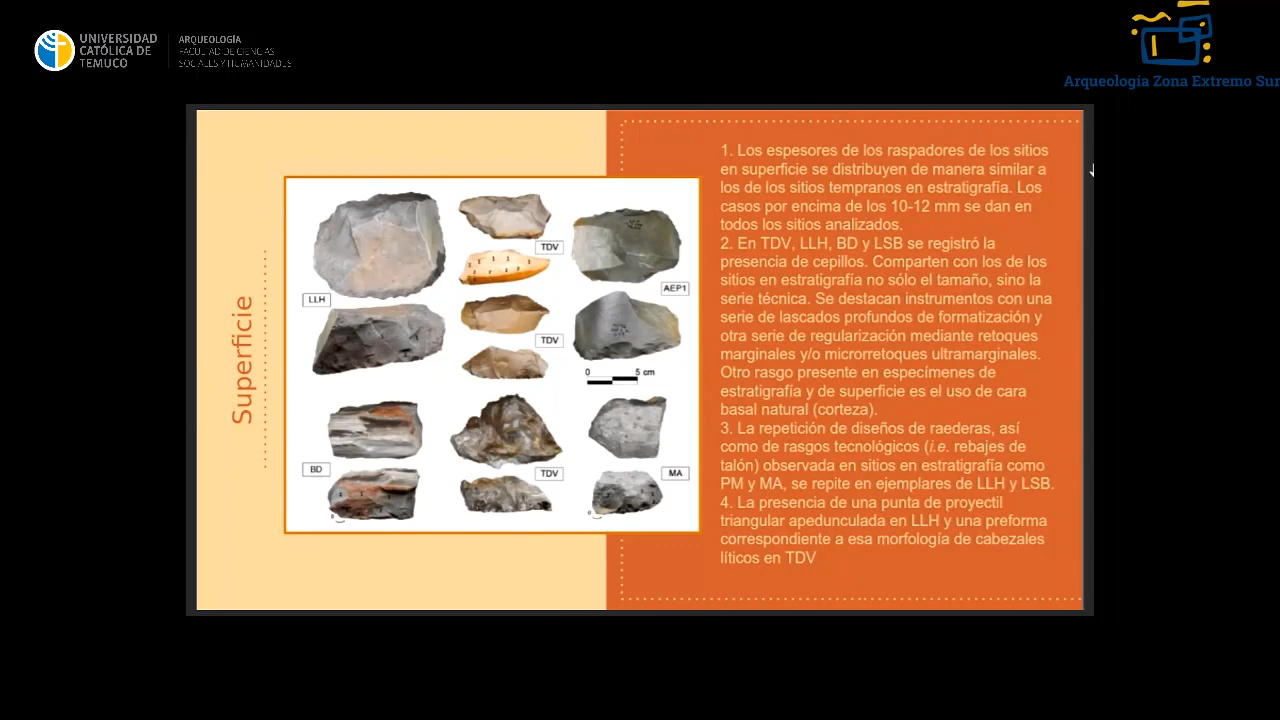 UNIVERSIDAD
CATÓLICA DE
TEMUCO
ARQUEOLOGÍA
FACULTAD DE CIENCIAS
SOCIALES Y HUMANIDADES
Arqueología Zona Extremo Sur
Superficie
LLH
TDV
AEP1
TDV
0 5 cm
BD
TDV
MA
1. Los espesores de los raspadores de los sitios
en superficie se distribuyen de manera similar a
los de los sitios tempranos en estratigrafía. Los
casos por encima de los 10-12 mm se dan en
todos los sitios analizados.
2. En TDV, LLH, BD y LSB se registró la
presencia de cepillos. Comparten con los de los
sitios en estratigrafía no sólo el tamaño, sino la
serie técnica. Se destacan instrumentos con una
serie de lascados profundos de formatización y
otra serie de regularización mediante retoques
marginales y/o microrretoques ultramarginales.
Otro rasgo presente en especímenes de
estratigrafía y de superficie es el uso de cara
basal natural (corteza).
3. La repetición de diseños de raederas, así
como de rasgos tecnológicos (i.e. rebajes de
talón) observada en sitios en estratigrafía como
PM y MA, se repite en ejemplares de LLH y LSB.
4. La presencia de una punta de proyectil
triangular apedunculada en LLH y una preforma
correspondiente a esa morfología de cabezales
líticos en TDV